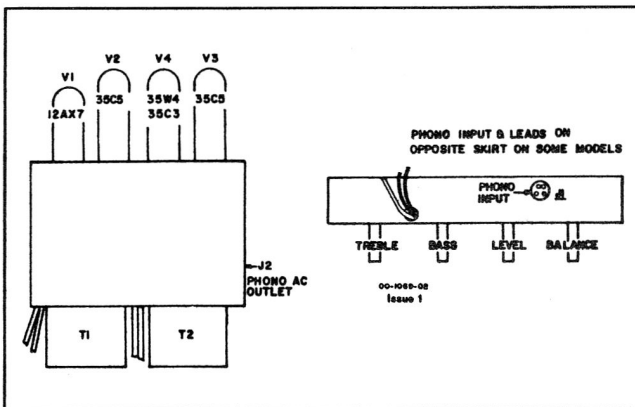 V1
V2
V4
V3
12AX7
35C5
35W4
35C3
35C5
J2
PHONO AC
OUTLET
T1
T2
PHONO INPUT & LEADS ON
OPPOSITE SKIRT ON SOME MODELS
PHONO
INPUT
TREBLE
BASS
LEVEL
BALANCE
00-1069-02
Issue 1